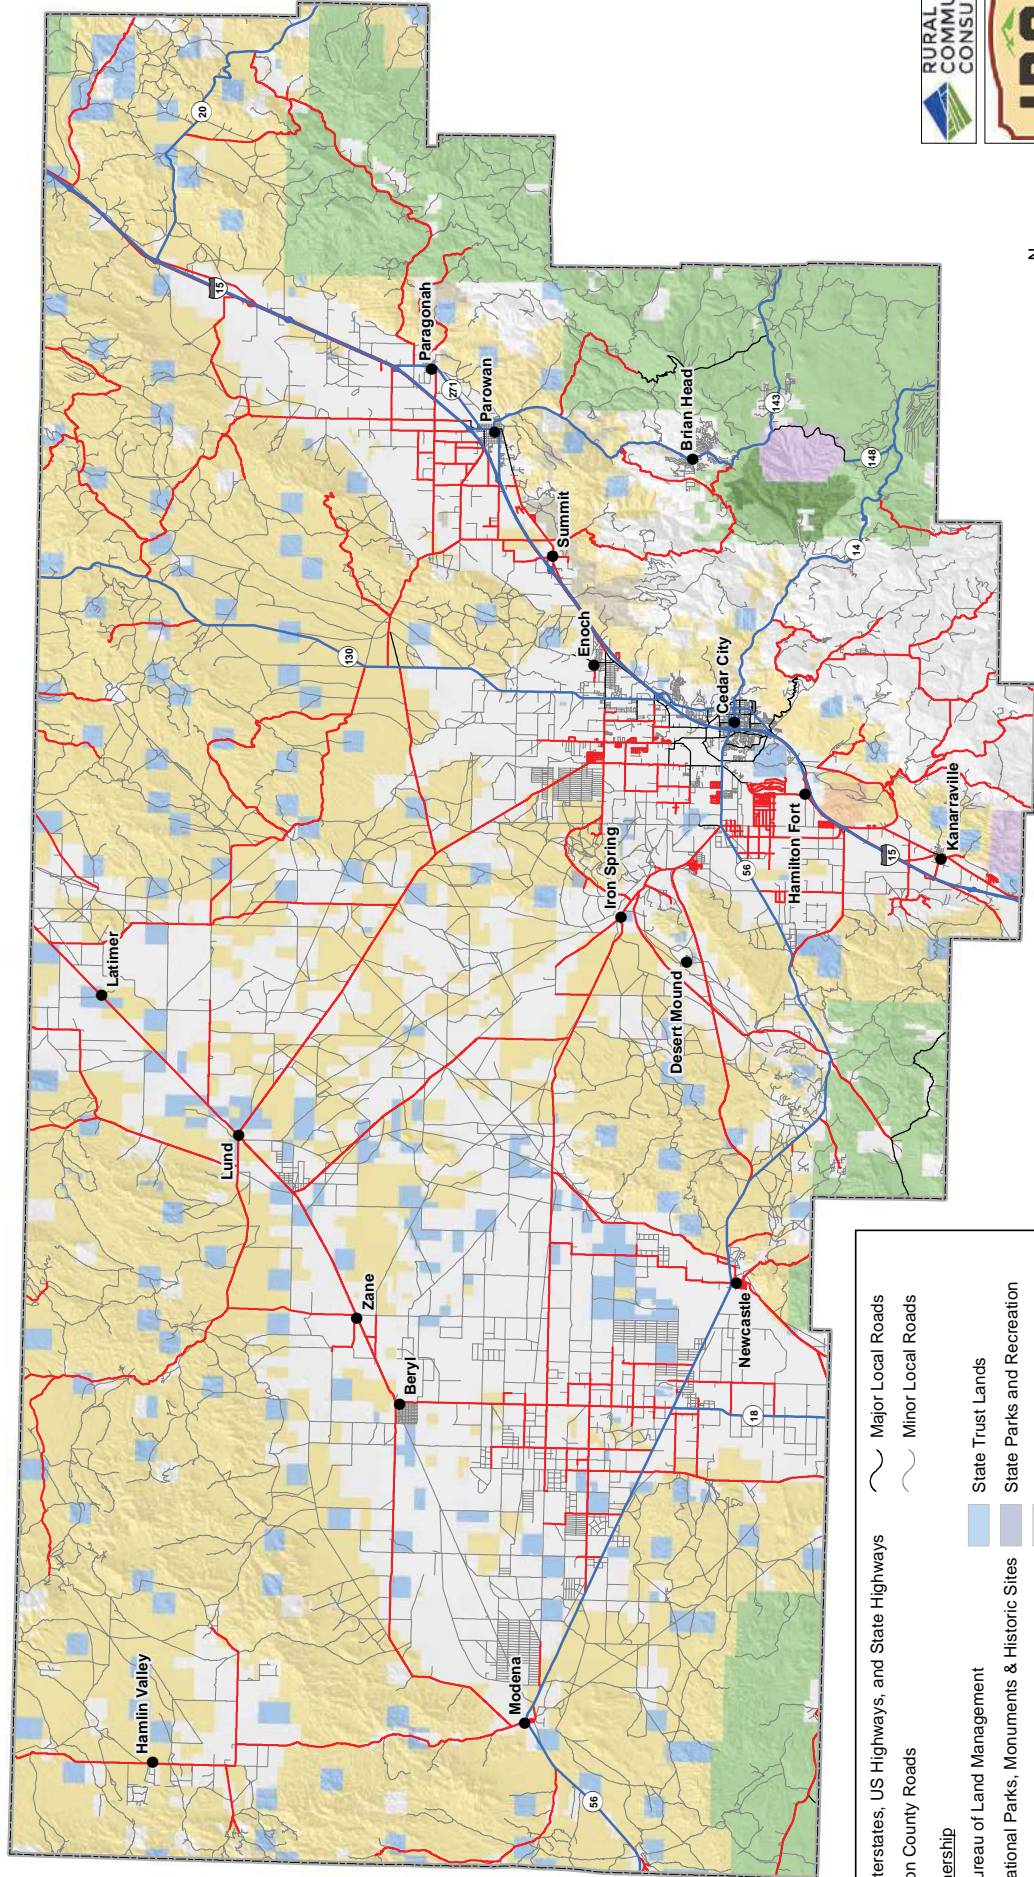 RURAL
COMMU
CONSU
N
20
15
Paragonah
271
Parowan
Brian Head
143
148
14
Summit
130
Enoch
Cedar City
Hamilton Fort
Kanarraville
15
56
Iron Spring
Desert Mound
Latimer
Lund
Zane
Beryl
Newcastle
18
Modena
Hamlin Valley
56
terstates, US Highways, and State Highways
on County Roads
Major Local Roads
Minor Local Roads
nership
ureau of Land Management
ational Parks, Monuments & Historic Sites
State Trust Lands
State Parks and Recreation